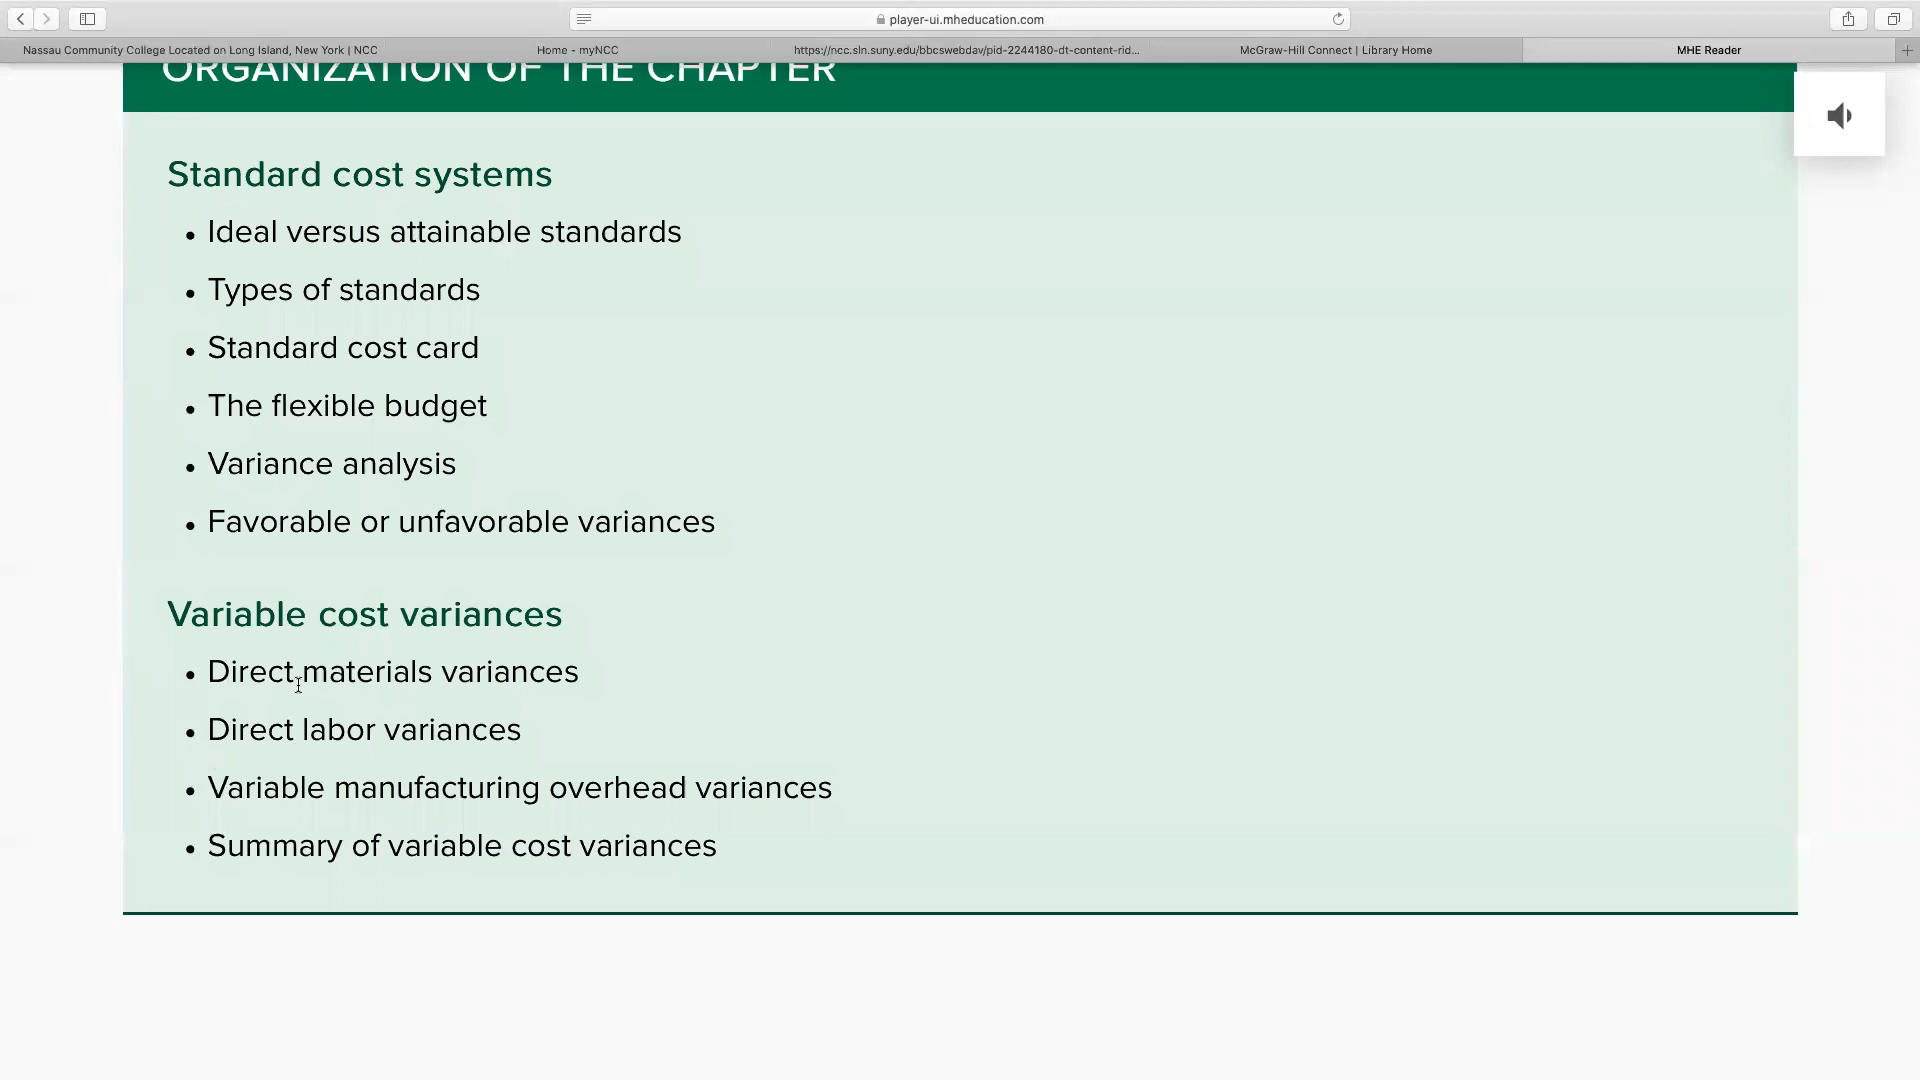 player-ui.mheducation.com
Nassau Community College Located on Long Island, New York | NCC
Home - myNCC
https://ncc.sln.suny.edu/bbcswebdav/pid-2244180-dt-content-rid...
McGraw-Hill Connect | Library Home
MHE Reader
ORGANIZATION OF THE CHAPTER
Standard cost systems
• Ideal versus attainable standards
• Types of standards
• Standard cost card
• The flexible budget
• Variance analysis
• Favorable or unfavorable variances
Variable cost variances
• Direct materials variances
• Direct labor variances
• Variable manufacturing overhead variances
• Summary of variable cost variances